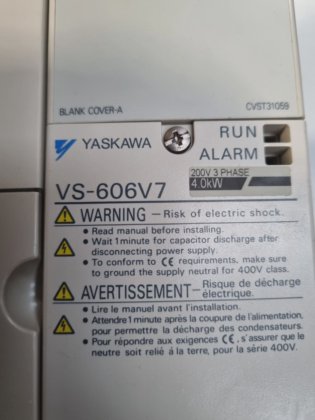 BLANK COVER-A CVST31059
YASKAWA
RUN
ALARM
200V 3 PHASE
4.0kW
VS-606V7
WARNING - Risk of electric shock.
● Read manual before installing.
● Wait 1minute for capacitor discharge after
disconnecting power supply.
● To conform to CE requirements, make sure
to ground the supply neutral for 400V class.
AVERTISSEMENT - Risque de décharge
électrique.
● Lire le manuel avant l'installation.
● Attendre 1 minute après la coupure de l'alimentation,
pour permettre la décharge des condensateurs.
● Pour répondre aux exigences CE, s'assurer que le
neutre soit relié à la terre, pour la série 400V.